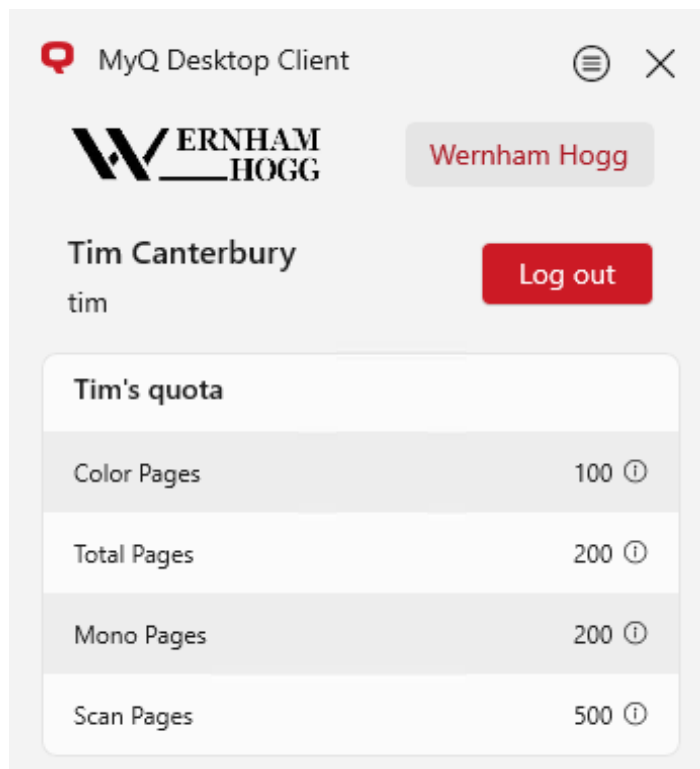 MyQ Desktop Client
WERNHAM
HOGG
Wernham Hogg
Tim Canterbury
Log out
tim
Tim's quota
Color Pages 100
Total Pages 200
Mono Pages 200
Scan Pages 500